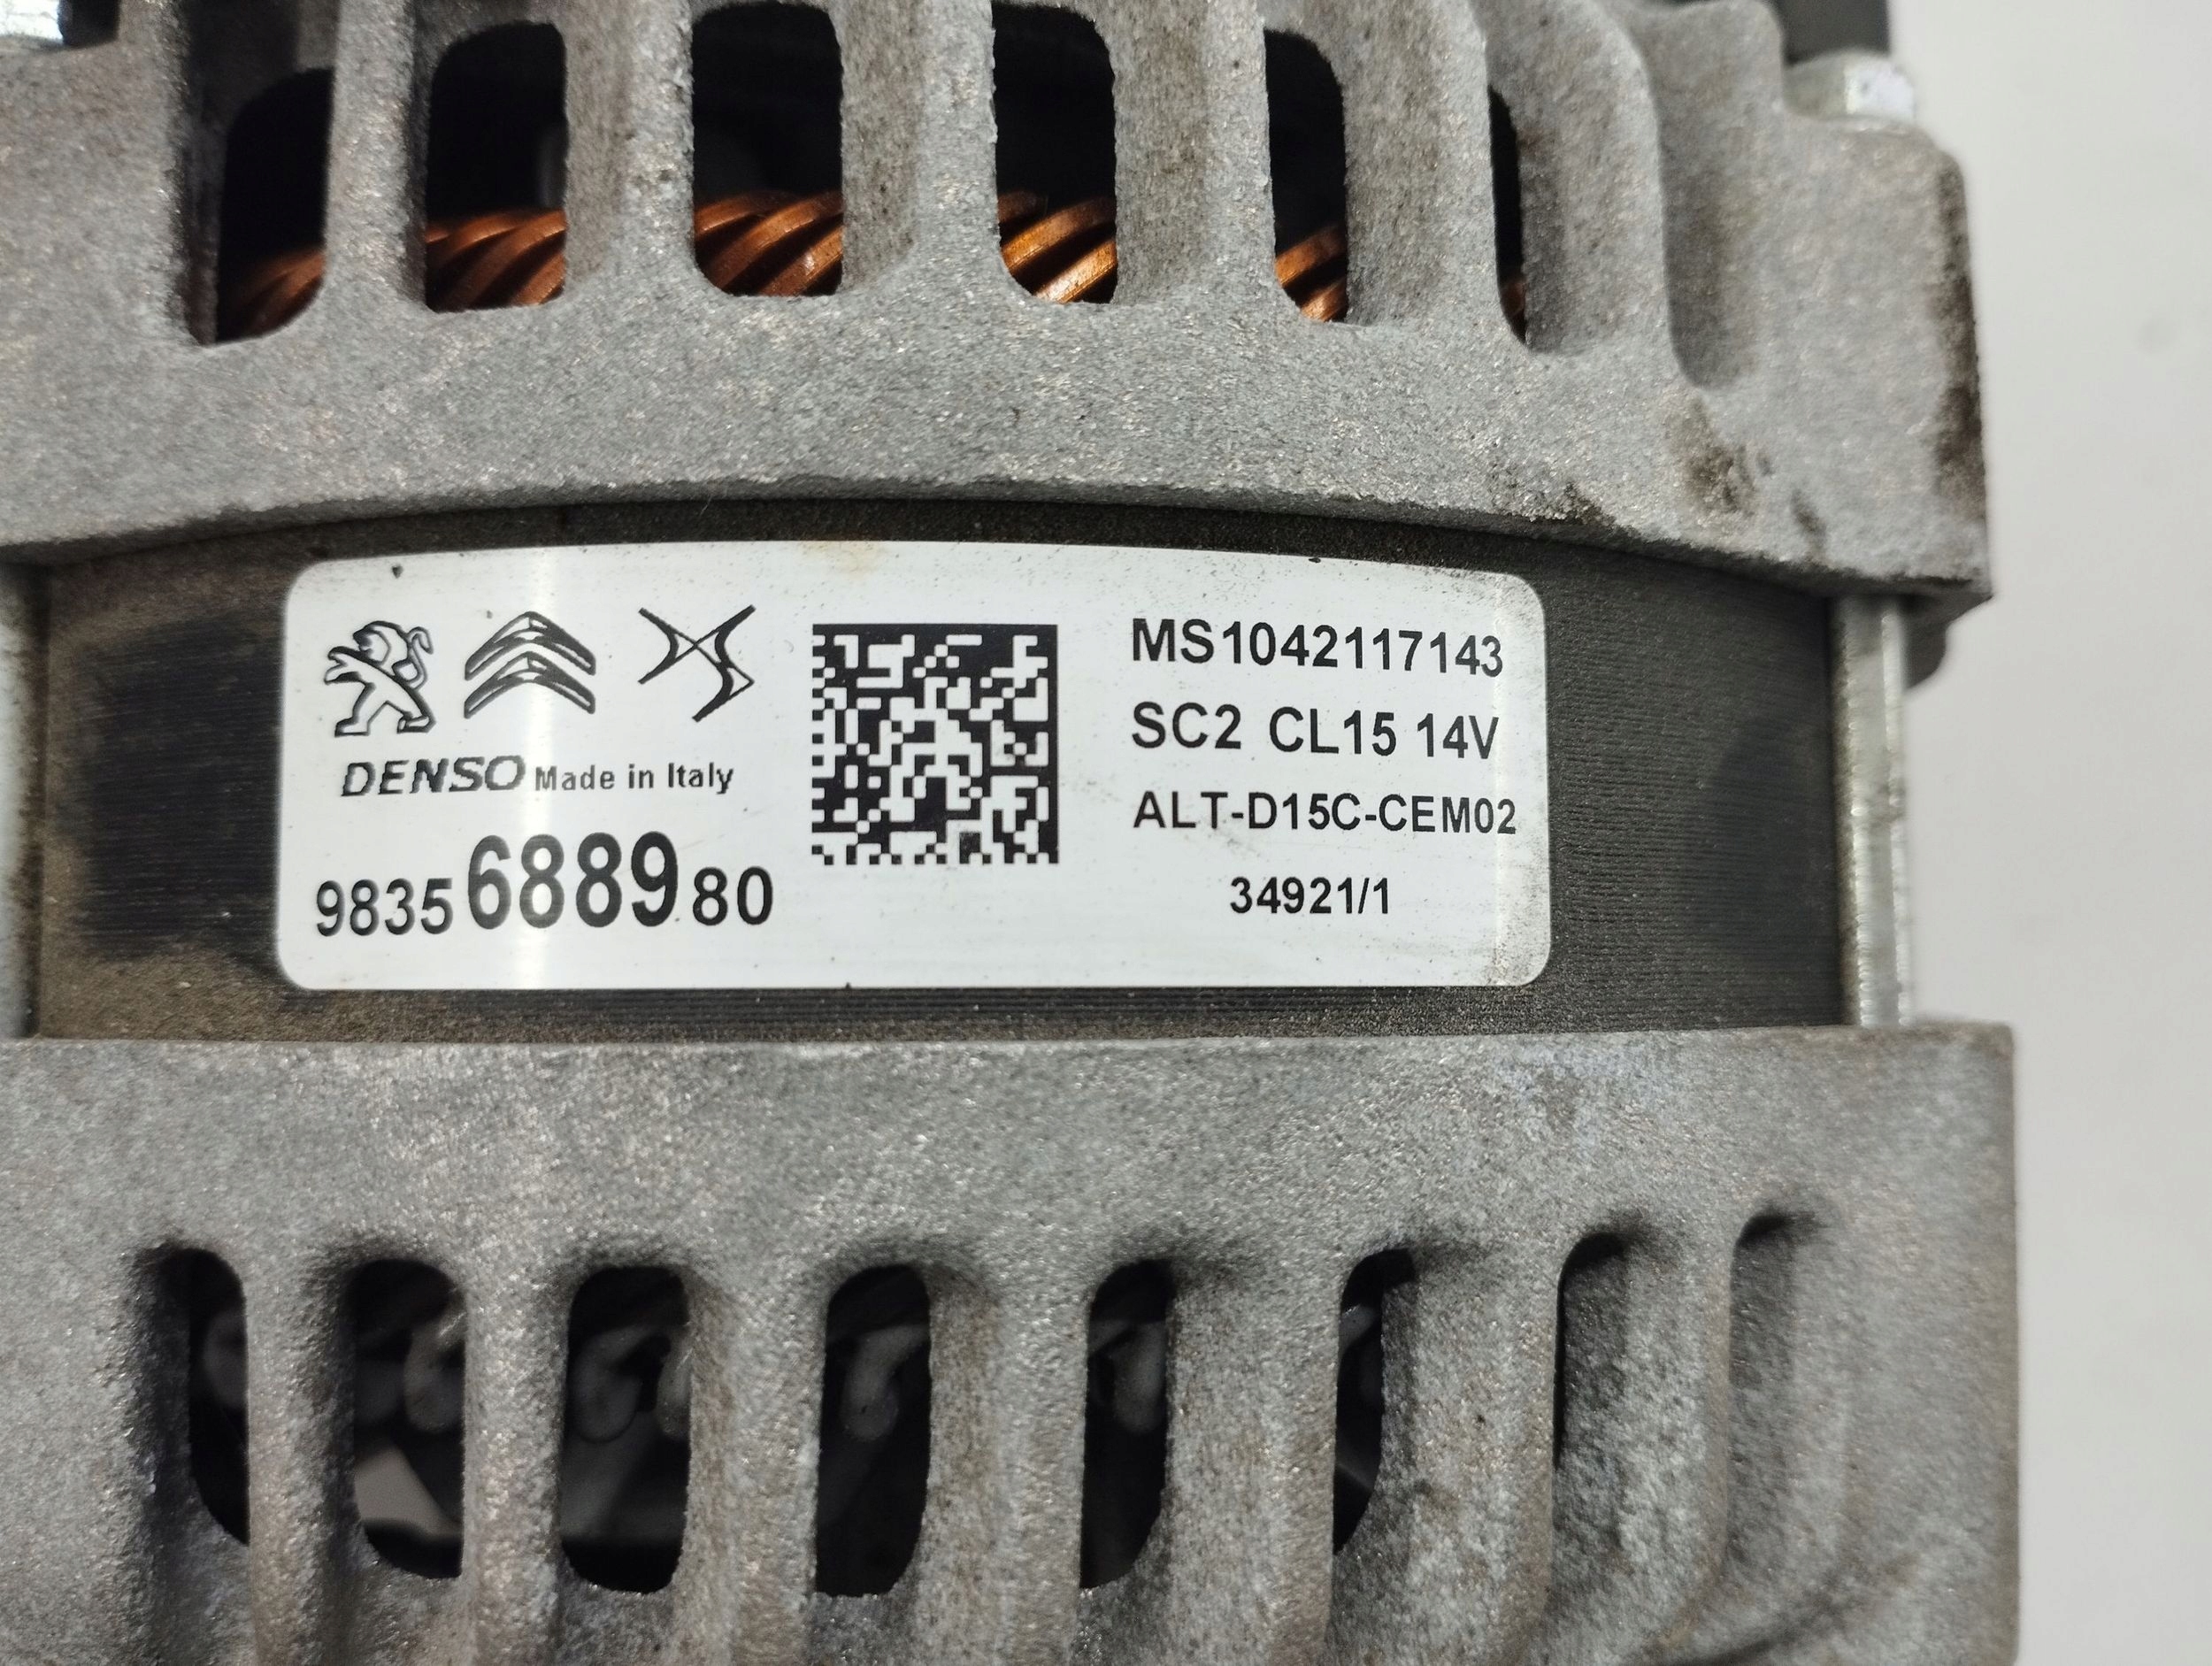 DENSO Made in Italy
9835688980
MS1042117143
SC2 CL15 14V
ALT-D15C-CEM02
34921/1